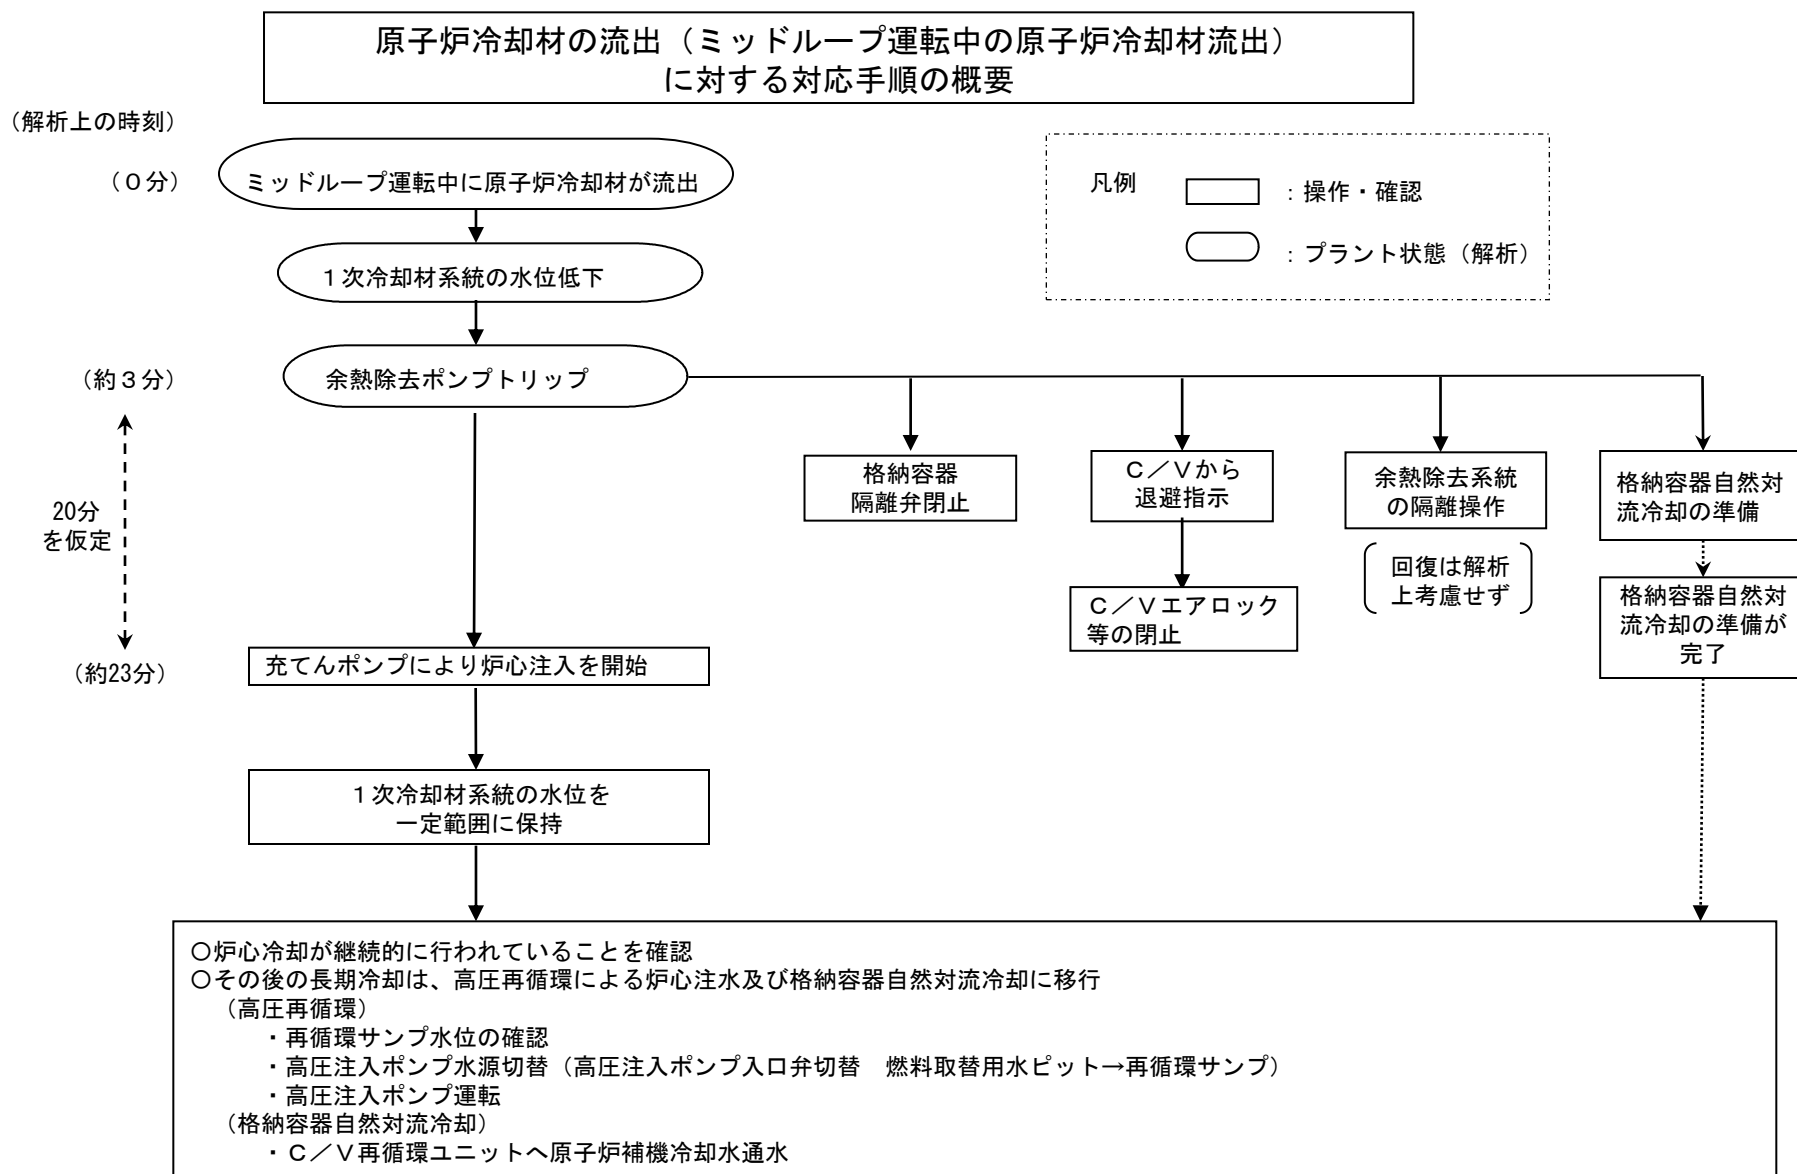 原子炉冷却材の流出（ミッドループ運転中の原子炉冷却材流出）
に対する対応手順の概要
（解析上の時刻）
（０分）
ミッドループ運転中に原子炉冷却材が流出
凡例
：操作・確認
：プラント状態（解析）
１次冷却材系統の水位低下
（約３分）
余熱除去ポンプトリップ
20分
を仮定
格納容器
隔離弁閉止
Ｃ／Ｖから
退避指示
余熱除去系統
の隔離操作
格納容器自然対
流冷却の準備
回復は解析
上考慮せず
Ｃ／Ｖエアロック
等の閉止
格納容器自然対
流冷却の準備が
完了
（約23分）
充てんポンプにより炉心注入を開始
１次冷却材系統の水位を
一定範囲に保持
○炉心冷却が継続的に行われていることを確認
○その後の長期冷却は、高圧再循環による炉心注水及び格納容器自然対流冷却に移行
（高圧再循環）
・再循環サンプ水位の確認
・高圧注入ポンプ水源切替（高圧注入ポンプ入口弁切替　燃料取替用水ピット→再循環サンプ）
・高圧注入ポンプ運転
（格納容器自然対流冷却）
・Ｃ／Ｖ再循環ユニットへ原子炉補機冷却水通水